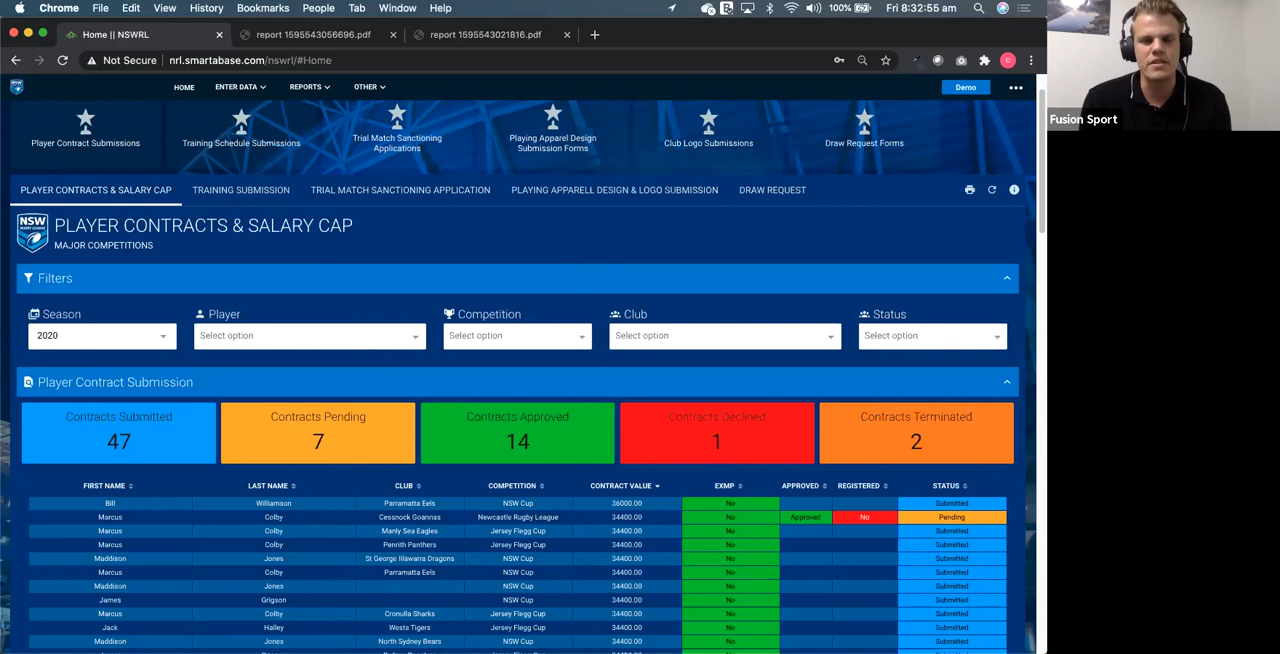 Chrome File Edit View History Bookmarks People Tab Window Help 100% Fri 8:32:55 am
Home || NSWRL report 1595543056696.pdf report 1595543021816.pdf
Not Secure nrl.smartabase.com/nswrl/#Home
HOME ENTER DATA REPORTS OTHER Demo
Player Contract Submissions
Training Schedule Submissions
Trial Match Sanctioning
Applications
Playing Apparel Design
Submission Forms
Club Logo Submissions
Draw Request Forms
PLAYER CONTRACTS & SALARY CAP TRAINING SUBMISSION TRIAL MATCH SANCTIONING APPLICATION PLAYING APPARELL DESIGN & LOGO SUBMISSION DRAW REQUEST
NSW
RUGBY LEAGUE
PLAYER CONTRACTS & SALARY CAP
MAJOR COMPETITIONS
Filters
Season Player Competition Club Status
2020 Select option Select option Select option Select option
Player Contract Submission
Contracts Submitted Contracts Pending Contracts Approved Contracts Declined Contracts Terminated
47 7 14 1 2
FIRST NAME LAST NAME CLUB COMPETITION CONTRACT VALUE EXMP APPROVED REGISTERED STATUS
Bill Williamson Parramatta Eels NSW Cup 36000.00 No Submitted
Marcus Colby Cessnock Goannas Newcastle Rugby League 34400.00 No Approved No Pending
Marcus Colby Manly Sea Eagles Jersey Flegg Cup 34400.00 No Submitted
Marcus Colby Penrith Panthers Jersey Flegg Cup 34400.00 No Submitted
Maddison Jones St George Illawarra Dragons NSW Cup 34400.00 No Submitted
Marcus Colby Parramatta Eels NSW Cup 34400.00 No Submitted
Maddison Jones NSW Cup 34400.00 No Submitted
James Grigson NSW Cup 34400.00 No Submitted
Marcus Colby Cronulla Sharks Jersey Flegg Cup 34400.00 No Submitted
Jack Halley Wests Tigers Jersey Flegg Cup 34400.00 No Submitted
Maddison Jones North Sydney Bears NSW Cup 34400.00 No Submitted
Fusion Sport